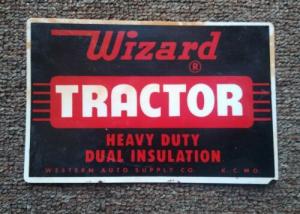 Wizard
®
TRACTOR
HEAVY DUTY
DUAL INSULATION
WESTERN AUTO SUPPLY CO. K.C. MO.